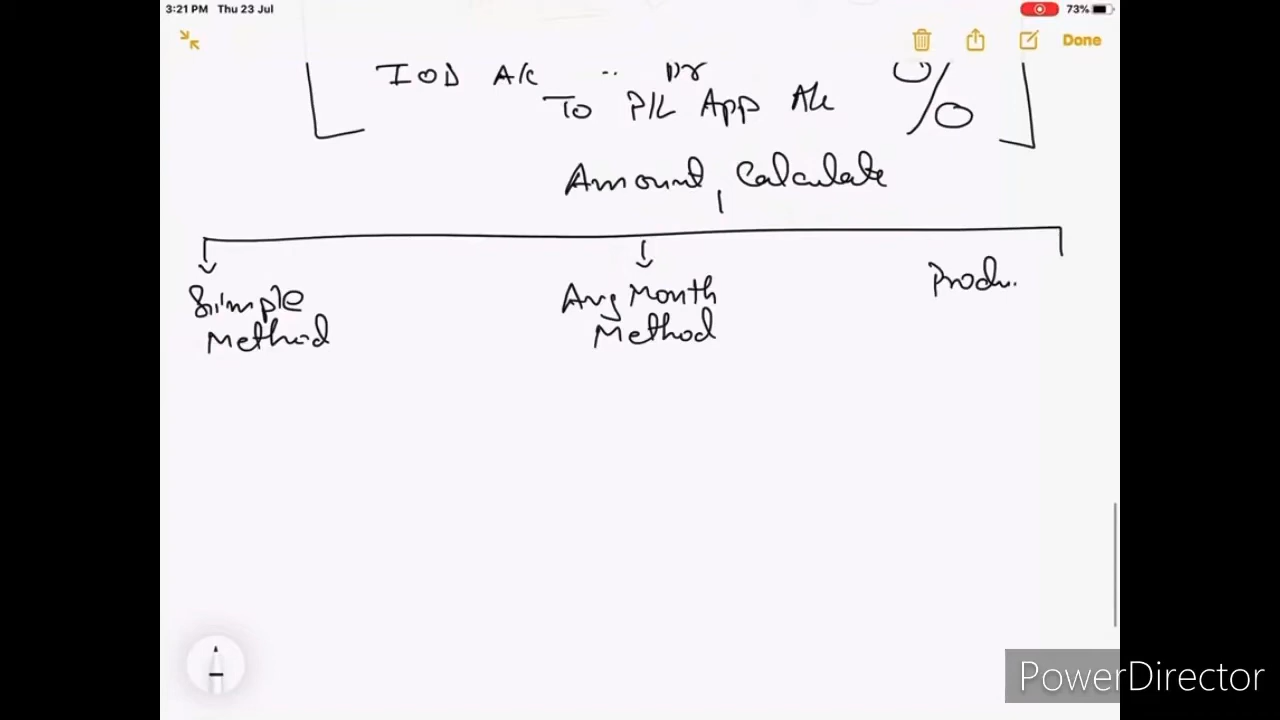 3:21 PM Thu 23 Jul
73%
Done
IOD A/c .. Dr
To P/L App A/c %
Amount, Calculate
Simple
Method
Avg Month
Method
Produ.
PowerDirector